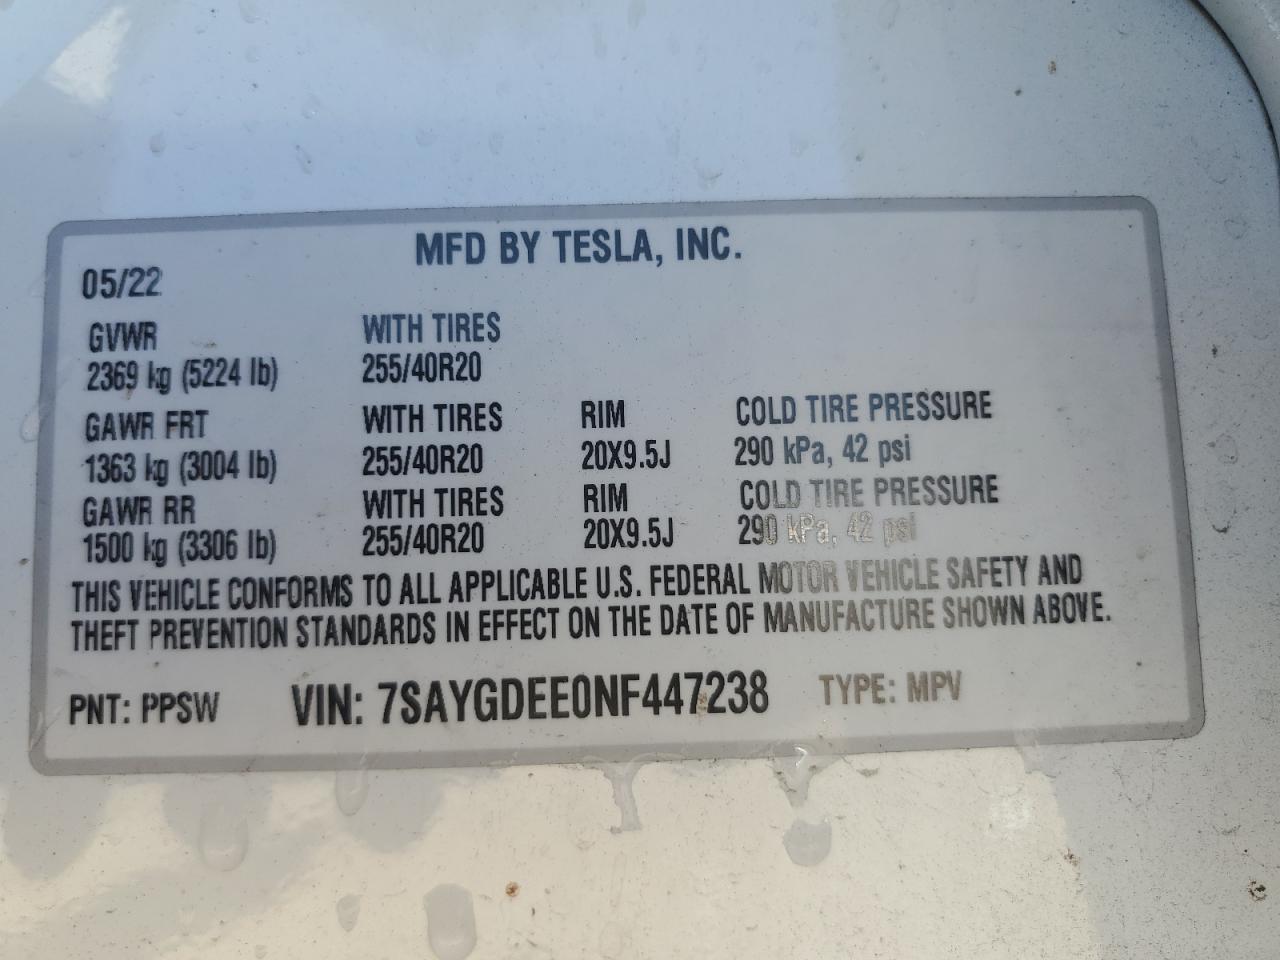 MFD BY TESLA, INC.
05/22
GVWR WITH TIRES
2369 kg (5224 lb) 255/40R20
GAWR FRT WITH TIRES RIM COLD TIRE PRESSURE
1363 kg (3004 lb) 255/40R20 20X9.5J 290 kPa, 42 psi
GAWR RR WITH TIRES RIM COLD TIRE PRESSURE
1500 kg (3306 lb) 255/40R20 20X9.5J 290 kPa, 42 psi
THIS VEHICLE CONFORMS TO ALL APPLICABLE U.S. FEDERAL MOTOR VEHICLE SAFETY AND
THEFT PREVENTION STANDARDS IN EFFECT ON THE DATE OF MANUFACTURE SHOWN ABOVE.
PNT: PPSW VIN: 7SAYGDEE0NF447238 TYPE: MPV